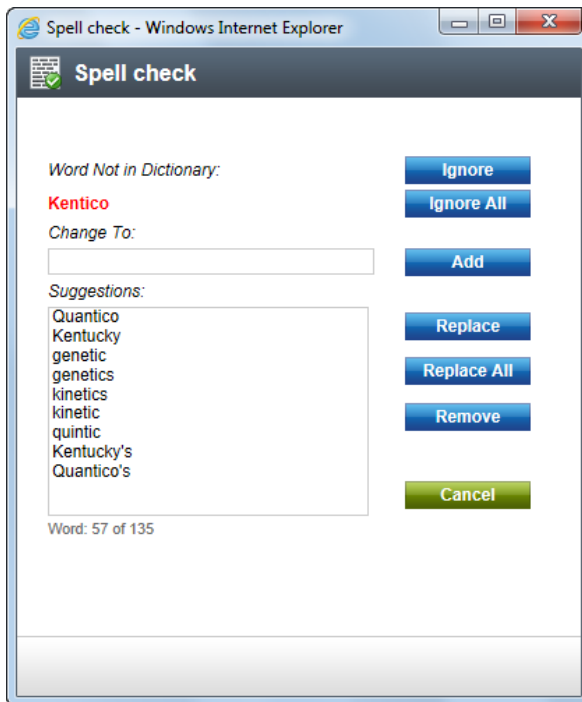 Spell check - Windows Internet Explorer
Spell check
Word Not in Dictionary:
Ignore
Kentico
Ignore All
Change To:
Add
Suggestions:
Quantico
Kentucky
genetic
genetics
kinetics
kinetic
quintic
Kentucky's
Quantico's
Replace
Replace All
Remove
Cancel
Word: 57 of 135